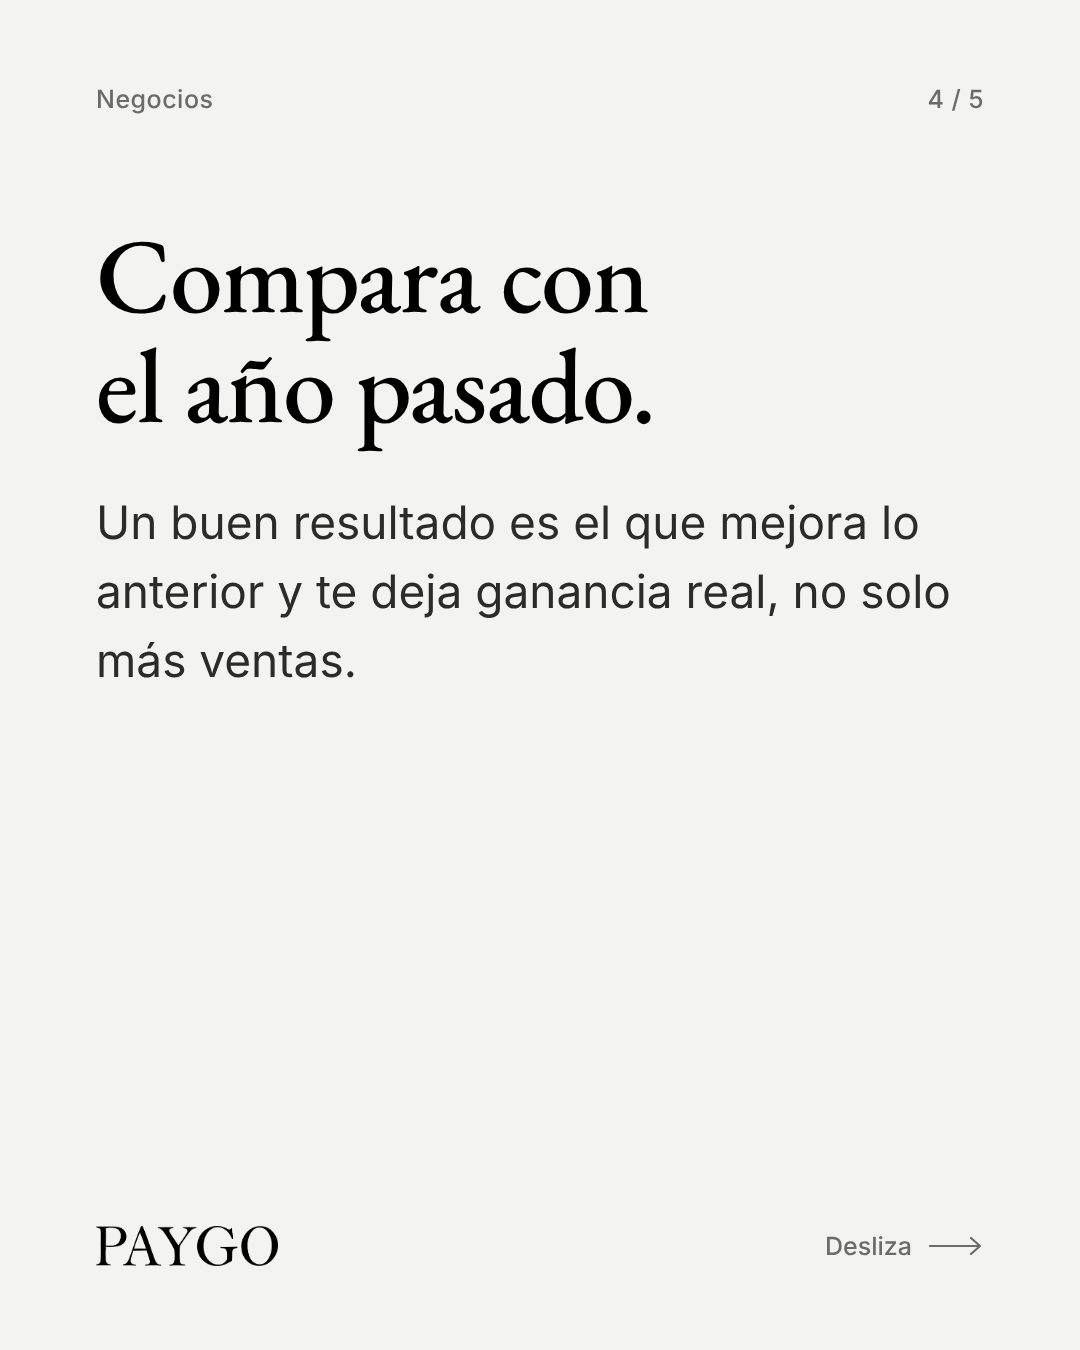 Negocios
4 / 5
Compara con
el año pasado.
Un buen resultado es el que mejora lo
anterior y te deja ganancia real, no solo
más ventas.
PAYGO
Desliza